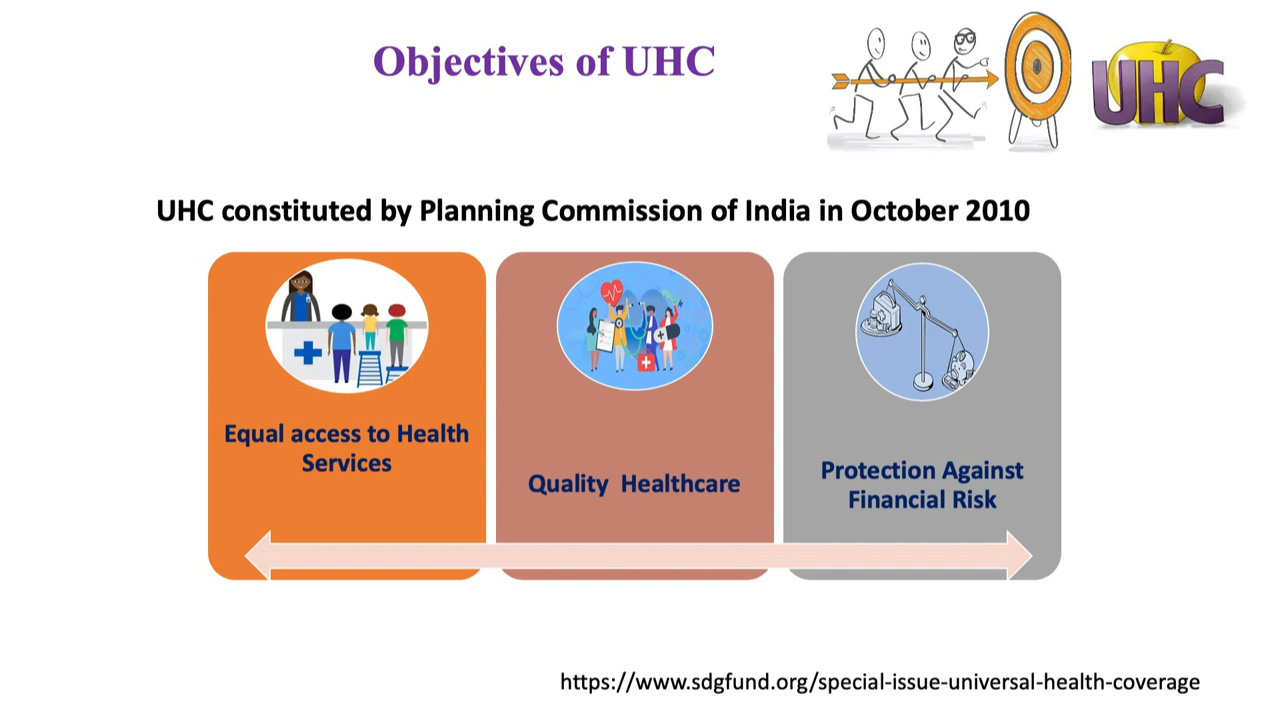 Objectives of UHC
UHC
UHC constituted by Planning Commission of India in October 2010
Equal access to Health
Services
Quality Healthcare
Protection Against
Financial Risk
https://www.sdgfund.org/special-issue-universal-health-coverage